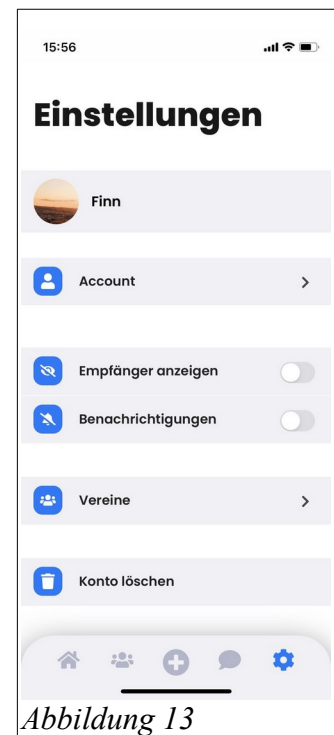 15:56
Einstellungen
Finn
Account
Empfänger anzeigen
Benachrichtigungen
Vereine
Konto löschen
Abbildung 13